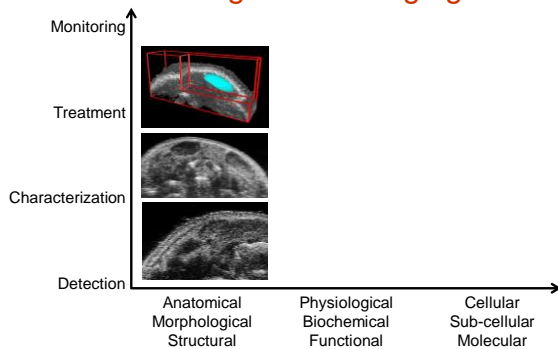 Monitoring
Treatment
Characterization
Detection
Anatomical Physiological Cellular
Morphological Biochemical Sub-cellular
Structural Functional Molecular